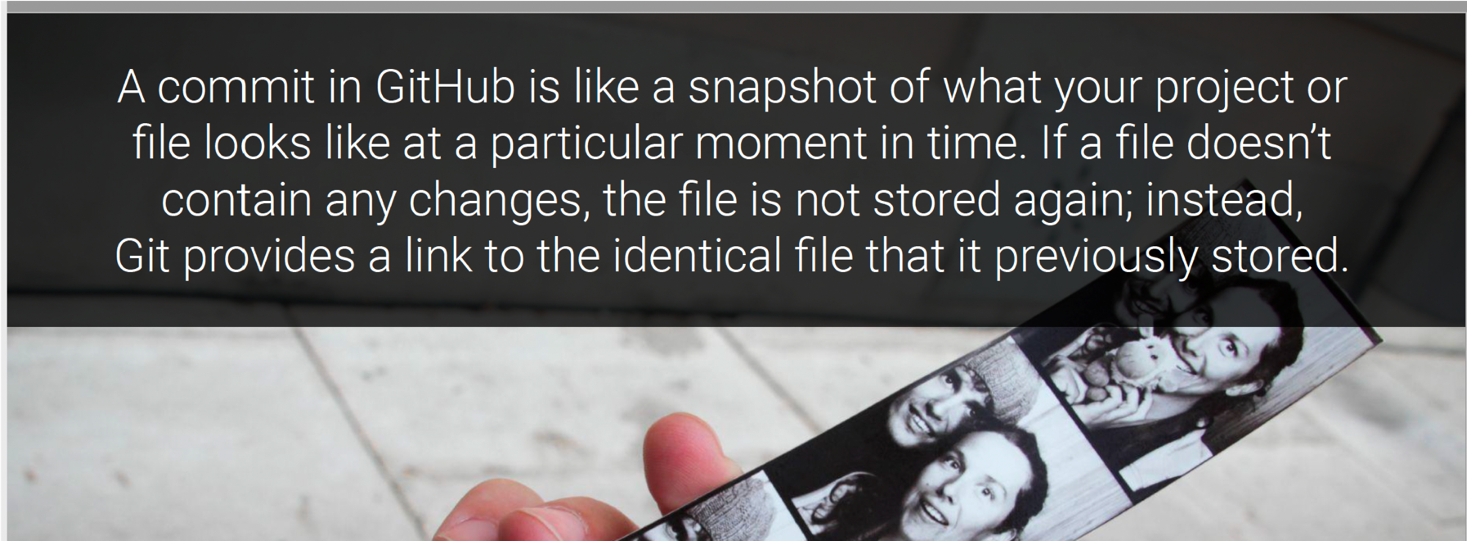 A commit in GitHub is like a snapshot of what your project or
file looks like at a particular moment in time. If a file doesn’t
contain any changes, the file is not stored again; instead,
Git provides a link to the identical file that it previously stored.